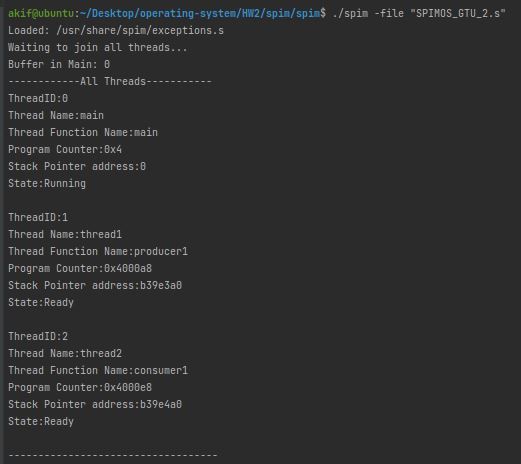 akif@ubuntu:~/Desktop/operating-system/HW2/spim/spim$ ./spim -file "SPIMOS_GTU_2.s"
Loaded: /usr/share/spim/exceptions.s
Waiting to join all threads...
Buffer in Main: 0
------------All Threads-----------
ThreadID:0
Thread Name:main
Thread Function Name:main
Program Counter:0x4
Stack Pointer address:0
State:Running
ThreadID:1
Thread Name:thread1
Thread Function Name:producer1
Program Counter:0x4000a8
Stack Pointer address:b39e3a0
State:Ready
ThreadID:2
Thread Name:thread2
Thread Function Name:consumer1
Program Counter:0x4000e8
Stack Pointer address:b39e4a0
State:Ready
-----------------------------------